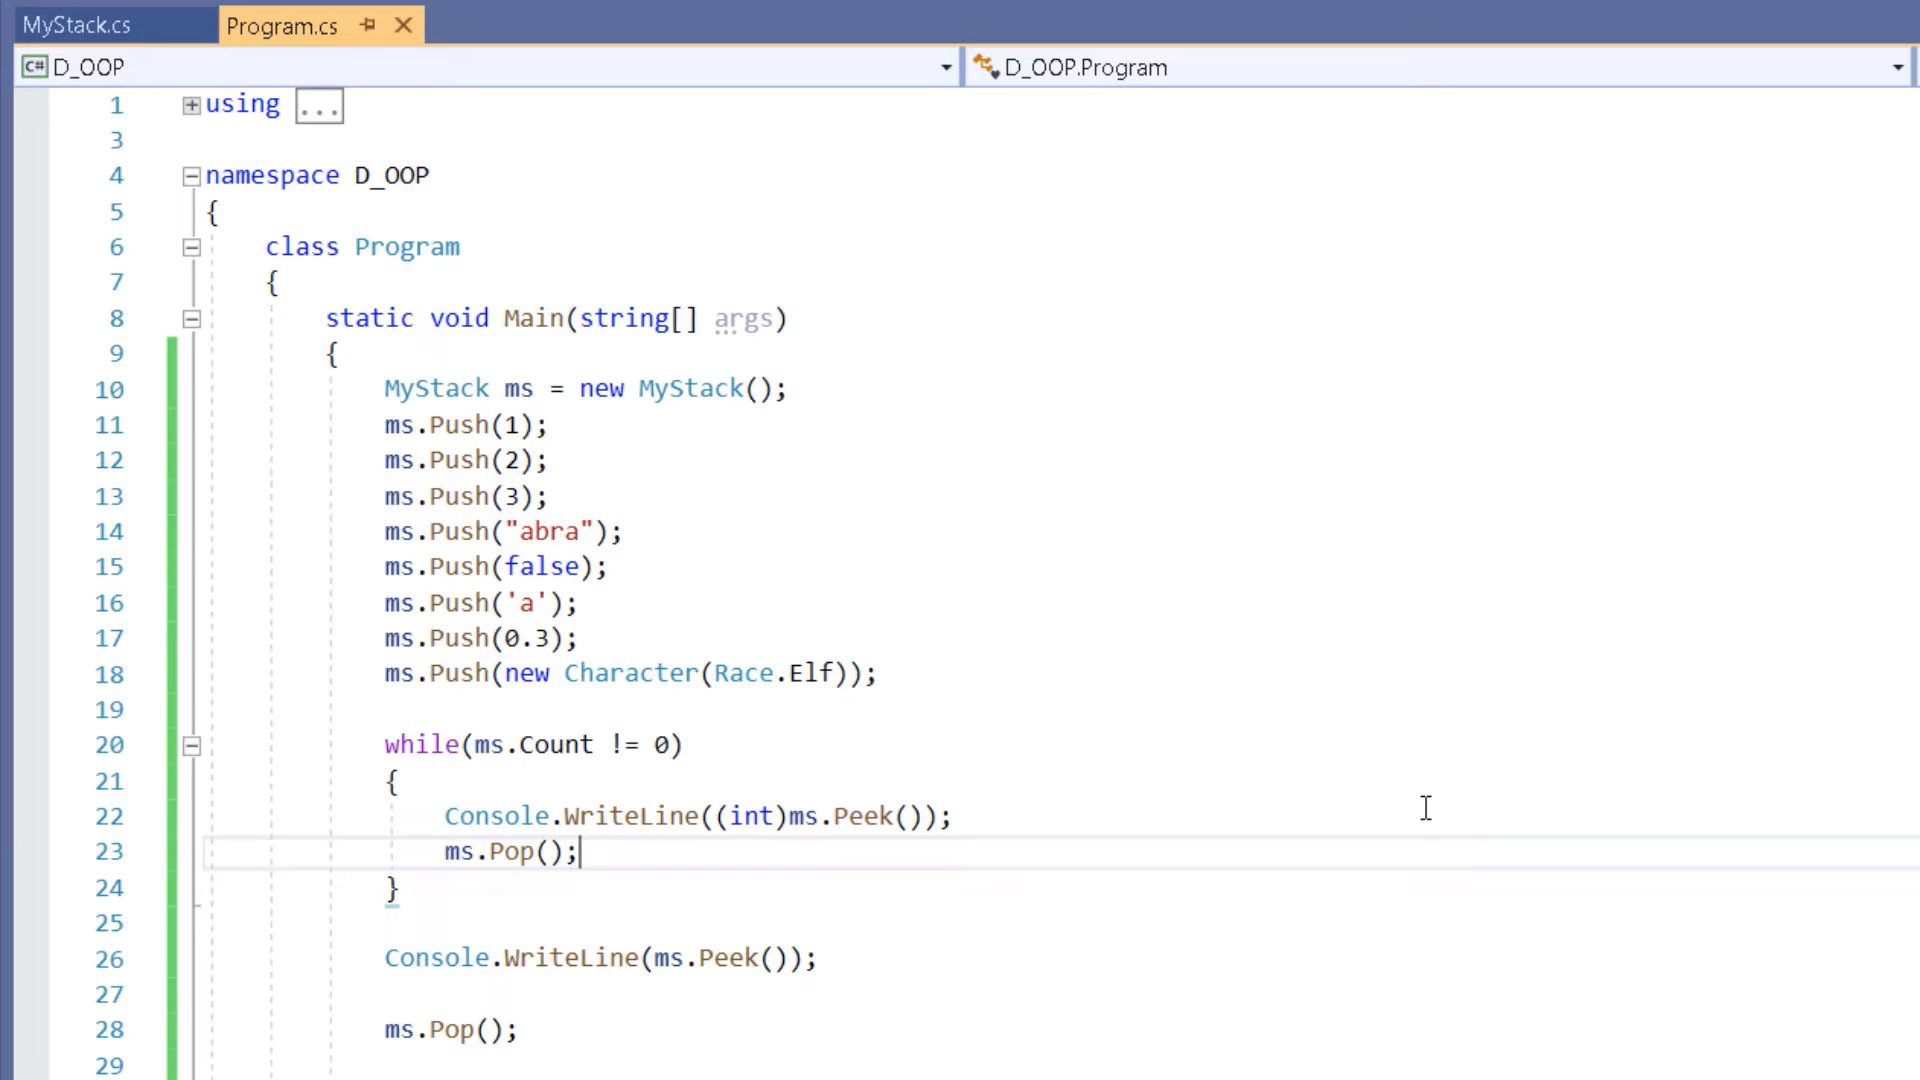 MyStack.cs Program.cs
C# D_OOP D_OOP.Program
1 using ...
3
4 namespace D_OOP
5 {
6 class Program
7 {
8 static void Main(string[] args)
9 {
10 MyStack ms = new MyStack();
11 ms.Push(1);
12 ms.Push(2);
13 ms.Push(3);
14 ms.Push("abra");
15 ms.Push(false);
16 ms.Push('a');
17 ms.Push(0.3);
18 ms.Push(new Character(Race.Elf));
19
20 while(ms.Count != 0)
21 {
22 Console.WriteLine((int)ms.Peek());
23 ms.Pop();
24 }
25
26 Console.WriteLine(ms.Peek());
27
28 ms.Pop();
29